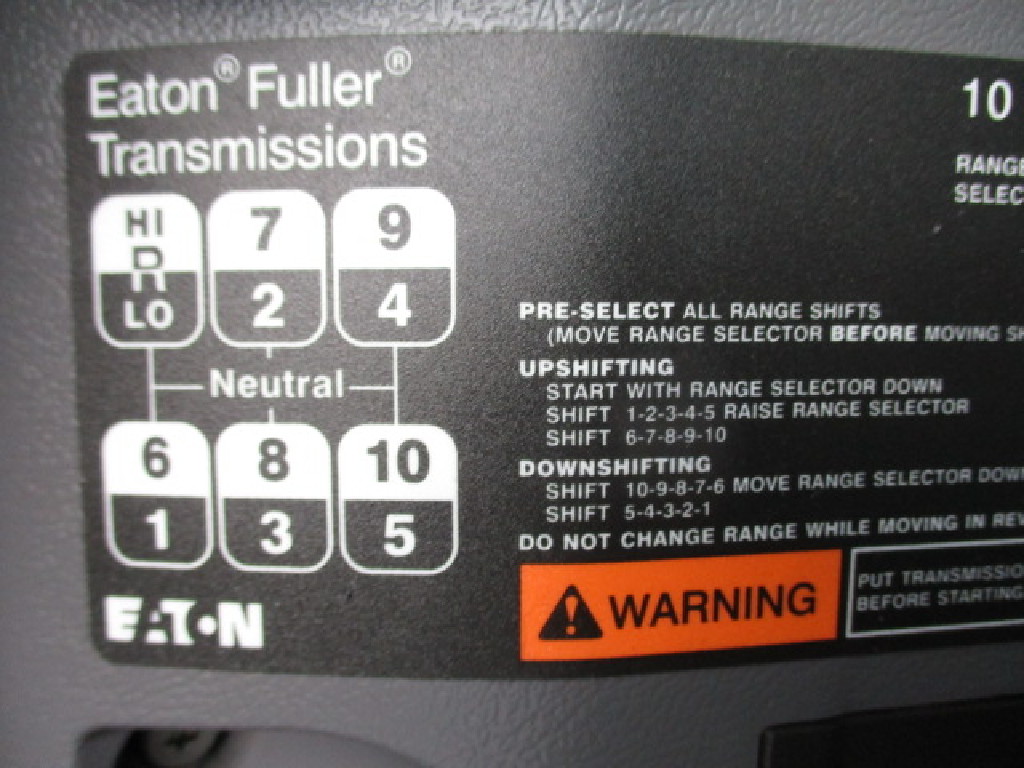 Eaton® Fuller®
Transmissions
HI
R
LO
7
2
9
4
Neutral
6
1
8
3
10
5
EATON
10
RANGE
SELEC
PRE-SELECT ALL RANGE SHIFTS
(MOVE RANGE SELECTOR BEFORE MOVING SH
UPSHIFTING
START WITH RANGE SELECTOR DOWN
SHIFT 1-2-3-4-5 RAISE RANGE SELECTOR
SHIFT 6-7-8-9-10
DOWNSHIFTING
SHIFT 10-9-8-7-6 MOVE RANGE SELECTOR DOWN
SHIFT 5-4-3-2-1
DO NOT CHANGE RANGE WHILE MOVING IN REV
WARNING
PUT TRANSMISSIO
BEFORE STARTING